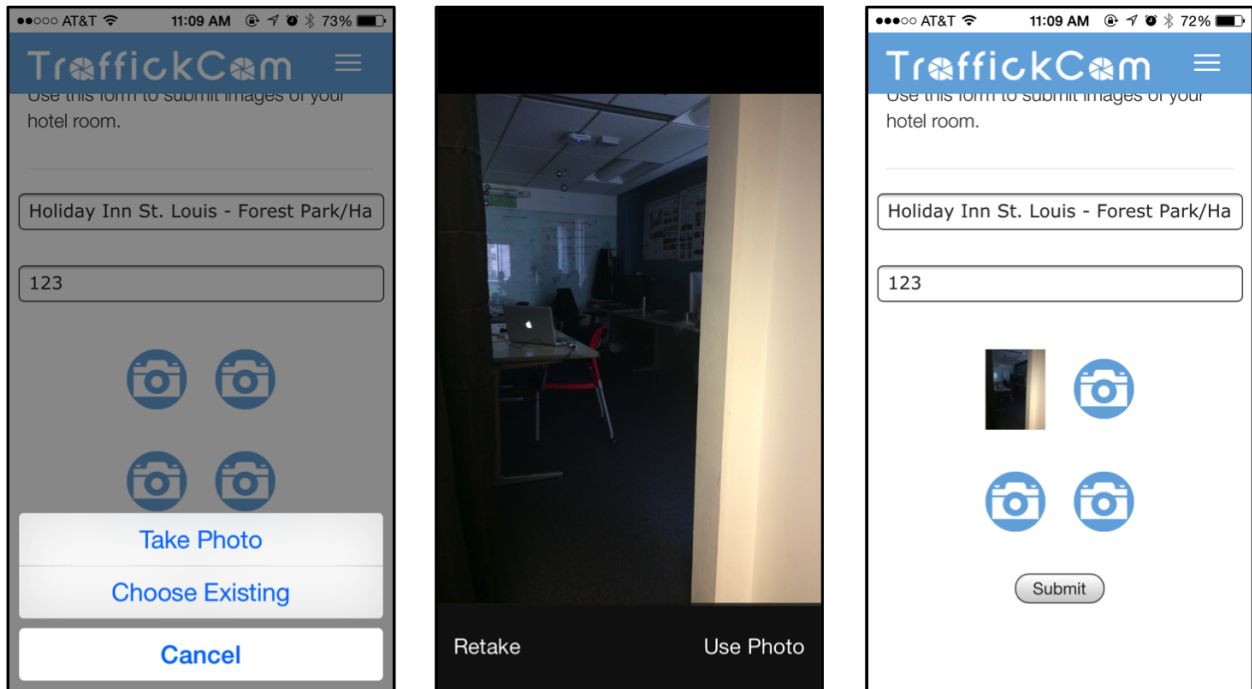 AT&T 11:09 AM 73%
TraffickCam
Use this form to submit images of your
hotel room.
Holiday Inn St. Louis - Forest Park/Ha
123
Take Photo
Choose Existing
Cancel
Retake Use Photo
AT&T 11:09 AM 72%
TraffickCam
Use this form to submit images of your
hotel room.
Holiday Inn St. Louis - Forest Park/Ha
123
Submit